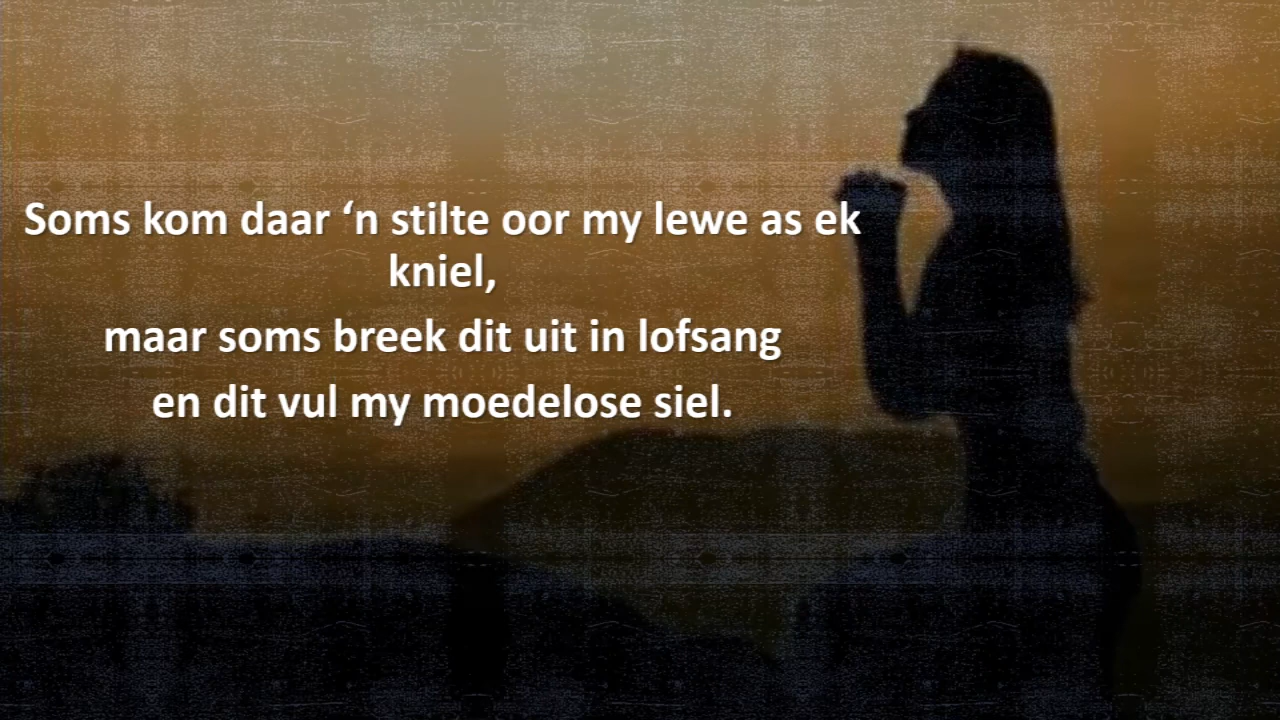 Soms kom daar ‘n stilte oor my lewe as ek
kniel,
maar soms breek dit uit in lofsang
en dit vul my moedelose siel.